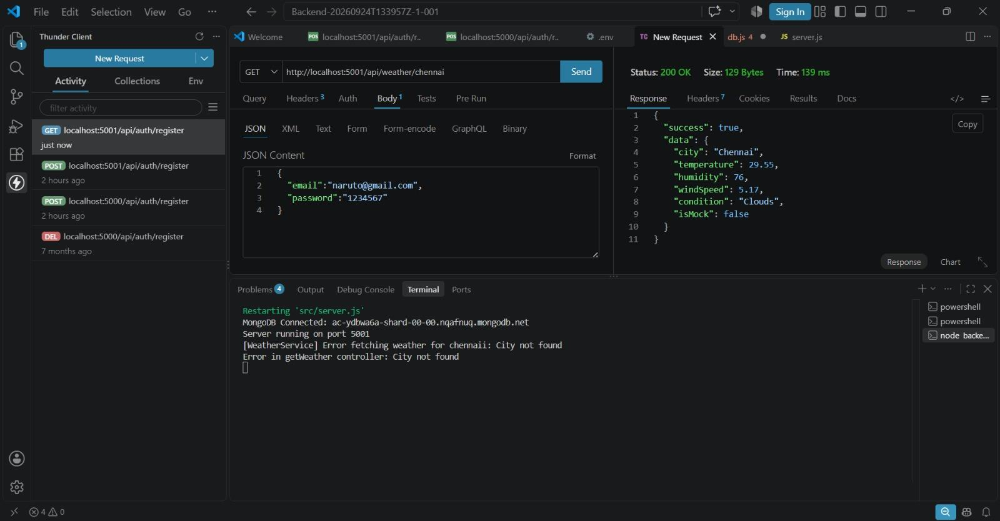 File Edit Selection View Go ··· Backend-20260924T133957Z-1-001 Sign In
1
Thunder Client ···
New Request
Activity Collections Env
filter activity
GET localhost:5001/api/auth/register
just now
POST localhost:5001/api/auth/register
2 hours ago
POST localhost:5000/api/auth/register
2 hours ago
DEL localhost:5000/api/auth/register
7 months ago
Welcome POS localhost:5001/api/auth/r.. POS localhost:5000/api/auth/r.. .env TC New Request db.js 4 JS server.js ···
GET http://localhost:5001/api/weather/chennai Send
Query Headers 3 Auth Body 1 Tests Pre Run
JSON XML Text Form Form-encode GraphQL Binary
JSON Content Format
1 {
2 "email":"naruto@gmail.com",
3 "password":"1234567"
4 }
Status: 200 OK Size: 129 Bytes Time: 139 ms
Response Headers 7 Cookies Results Docs </>
Copy
1 {
2 "success": true,
3 "data": {
4 "city": "Chennai",
5 "temperature": 29.55,
6 "humidity": 76,
7 "windSpeed": 5.17,
8 "condition": "Clouds",
9 "isMock": false
10 }
11 }
Response Chart
Problems 4 Output Debug Console Terminal Ports ···
Restarting 'src/server.js'
MongoDB Connected: ac-ydbwa6a-shard-00-00.nqafnuq.mongodb.net
Server running on port 5001
[WeatherService] Error fetching weather for chennaii: City not found
Error in getWeather controller: City not found
powershell
powershell
node backe...
4 0